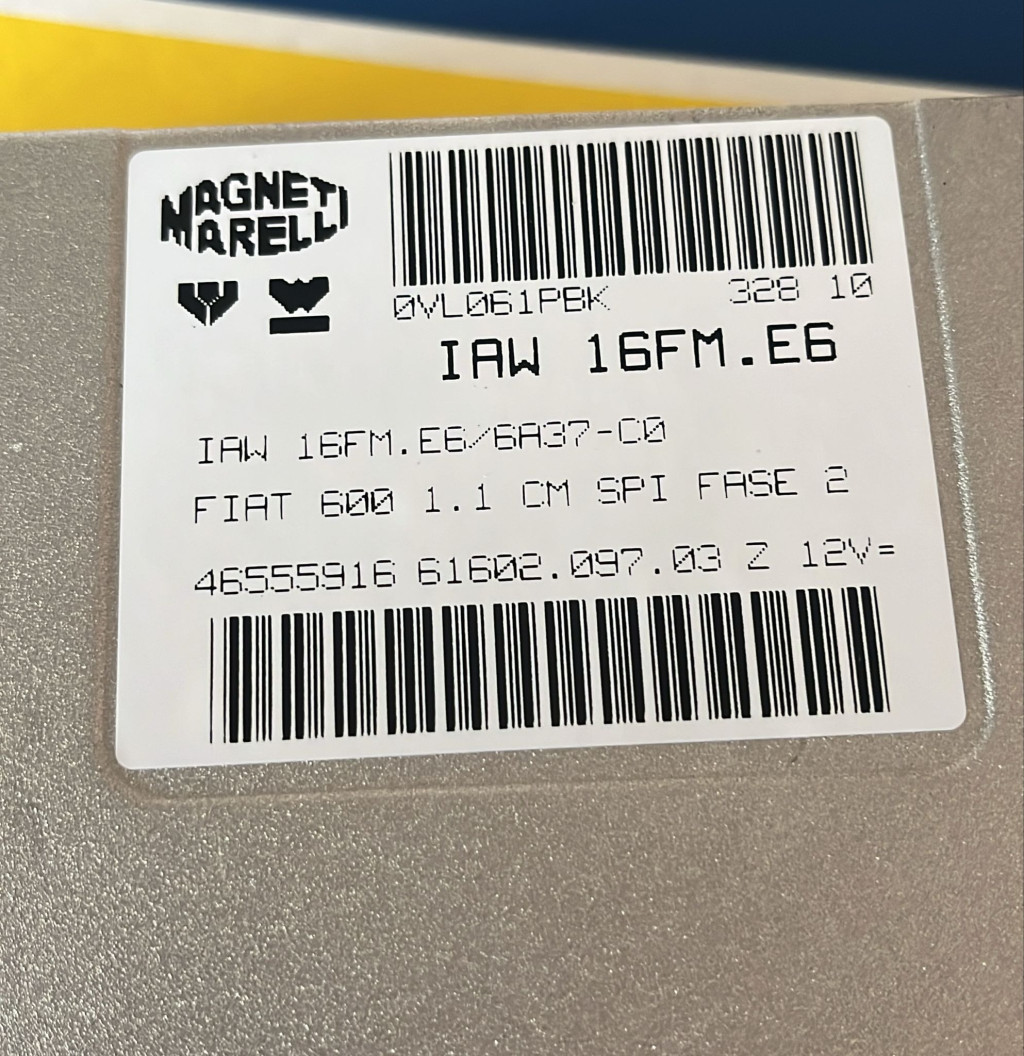 MAGNETI
MARELLI
0VL061PBK 328 10
IAW 16FM.E6
IAW 16FM.E6/6A37-C0
FIAT 600 1.1 CM SPI FASE 2
46555916 61602.097.03 Z 12V=